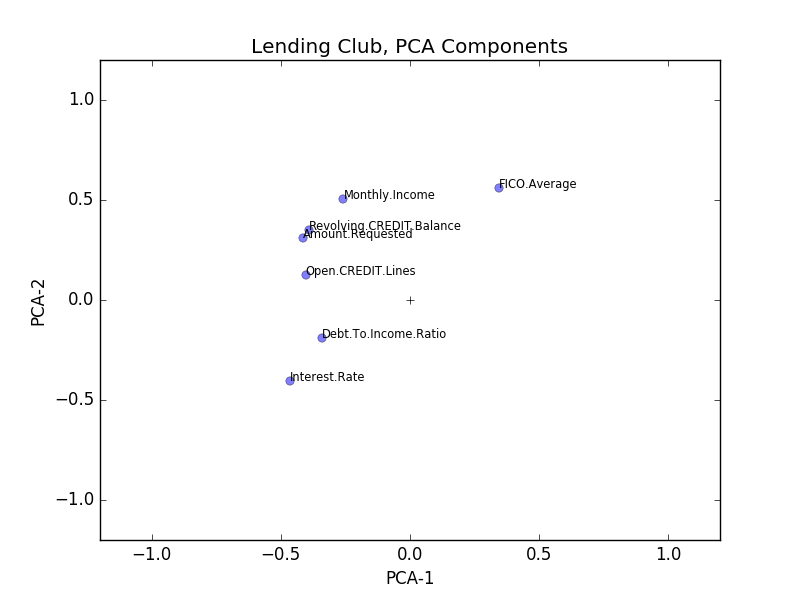 Lending Club, PCA Components
1.0
0.5
0.0
−0.5
−1.0
PCA-2
FICO.Average
Monthly.Income
Revolving.CREDIT.Balance
Amount.Requested
Open.CREDIT.Lines
Debt.To.Income.Ratio
Interest.Rate
−1.0 −0.5 0.0 0.5 1.0
PCA-1